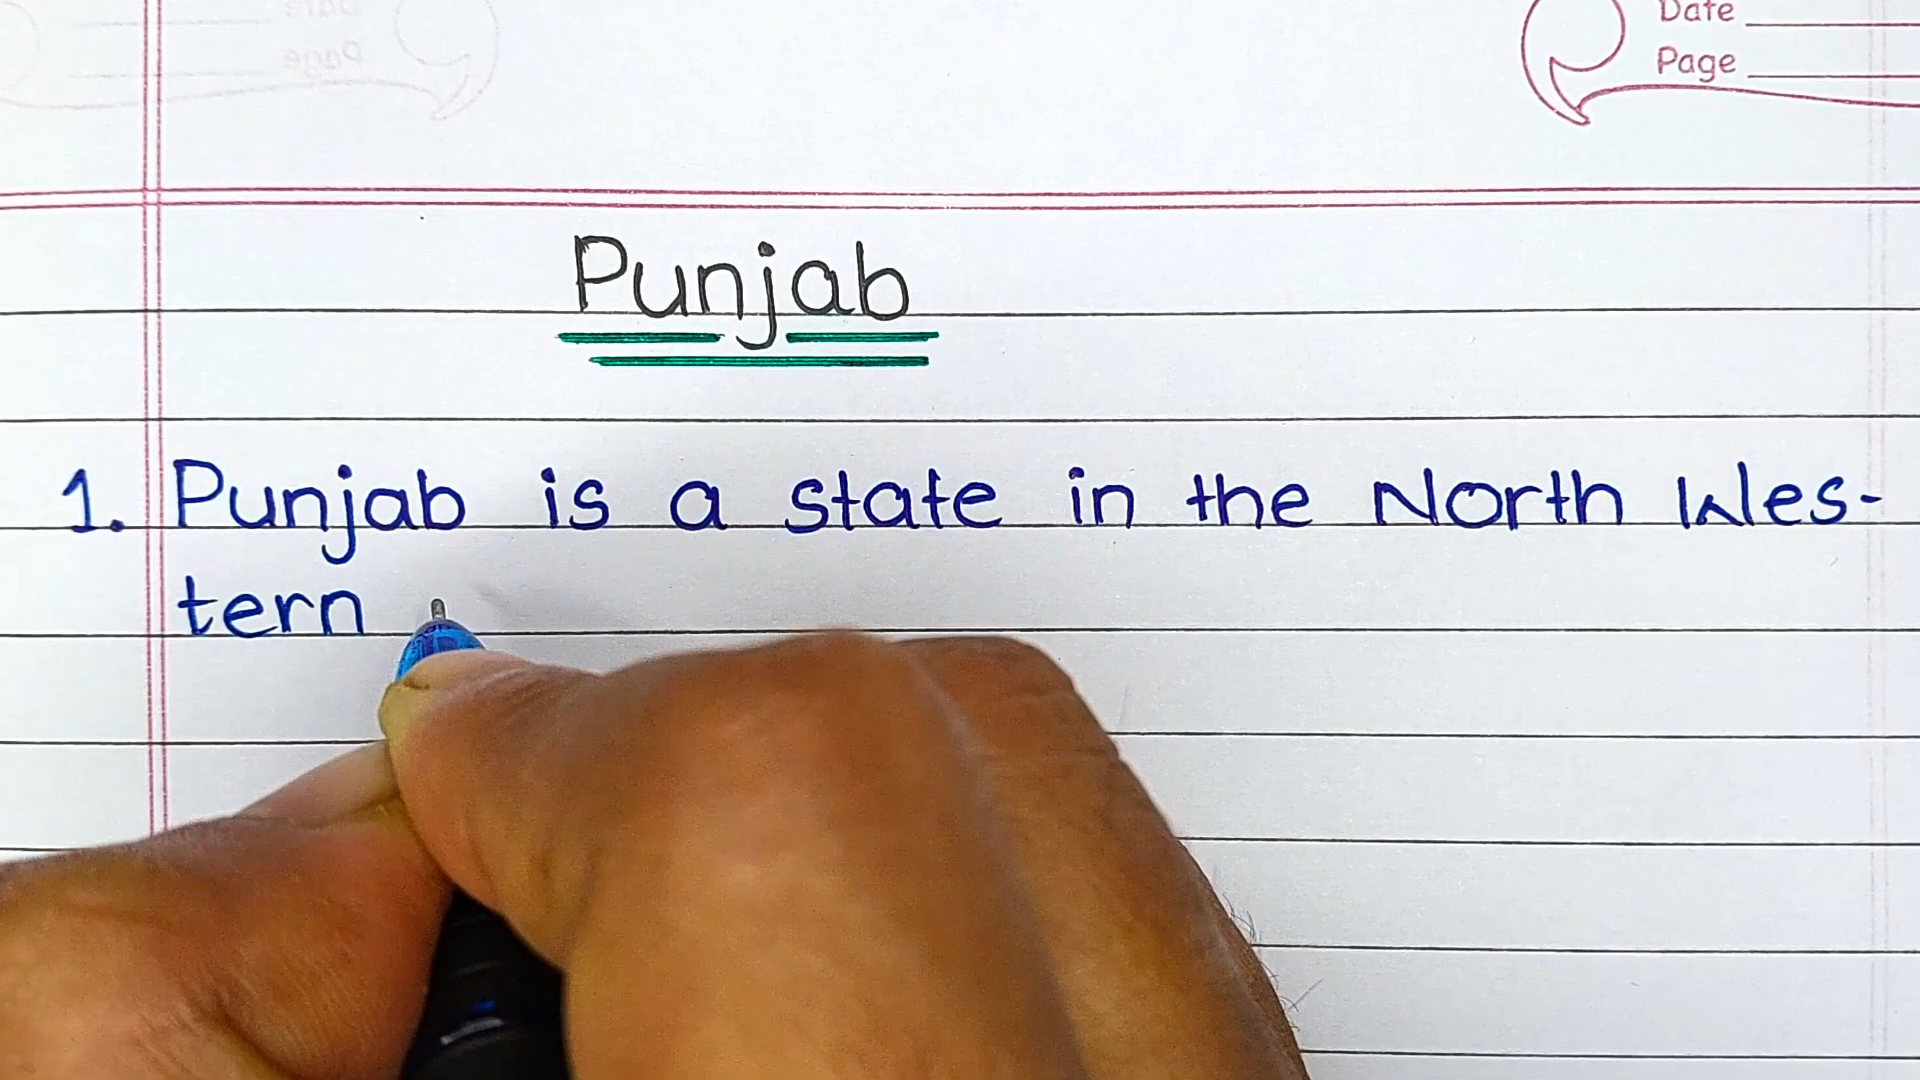 Date
Page
Punjab
1. Punjab is a state in the North Wes-
tern